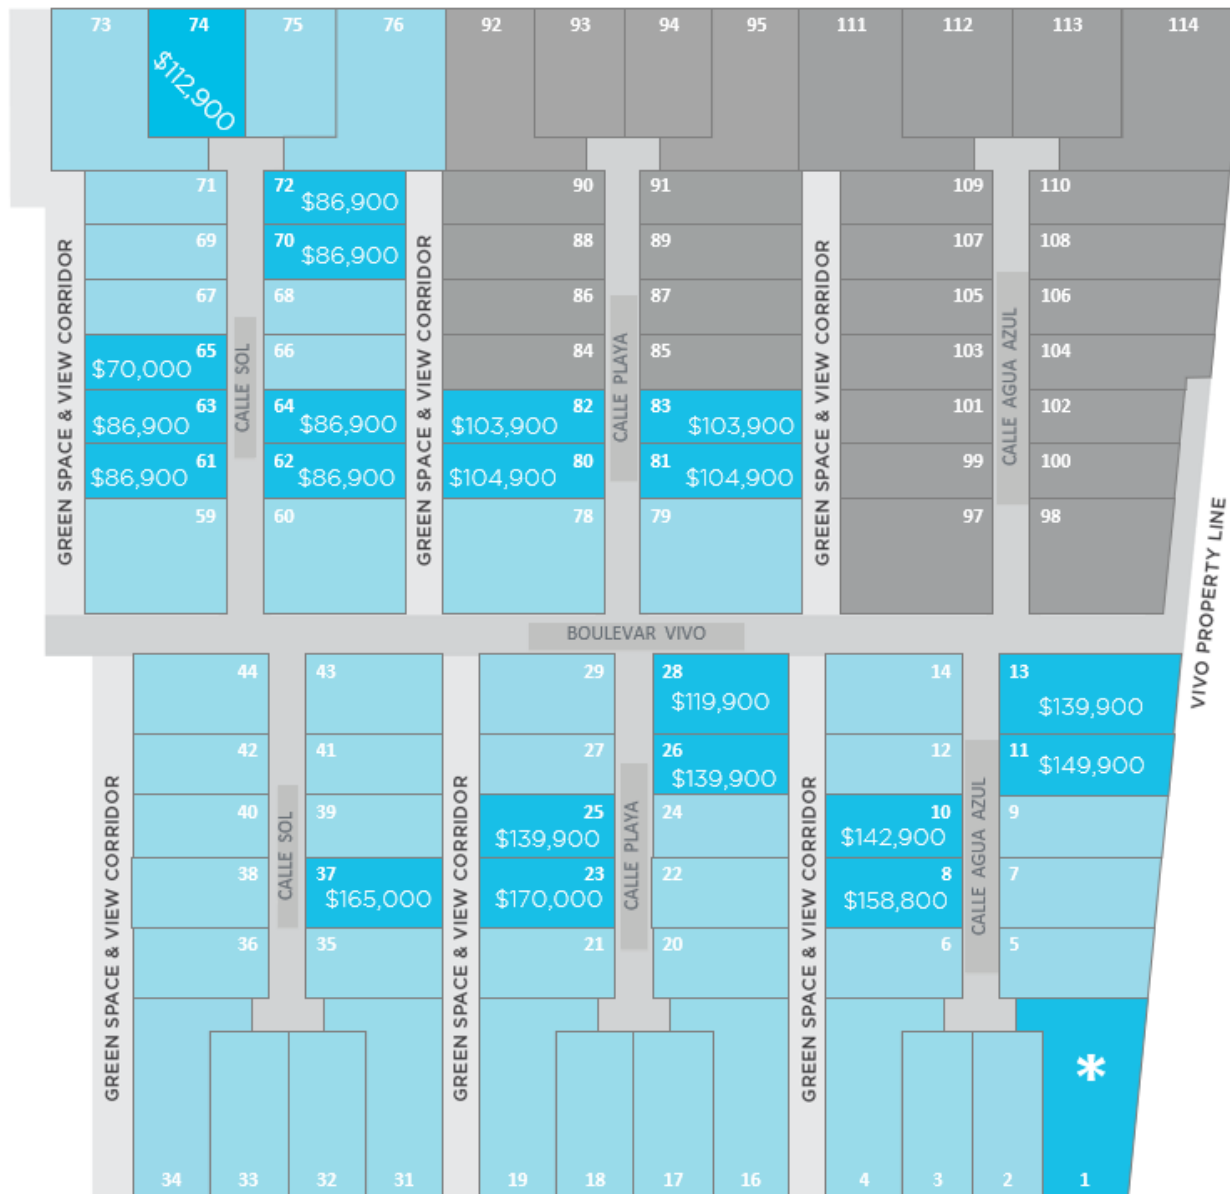 73 74 75 76 92 93 94 95 111 112 113 114
$112,900
71 72 $86,900 90 91 109 110
69 70 $86,900 88 89 107 108
67 68 86 87 105 106
65 $70,000 66 84 85 103 104
63 $86,900 64 $86,900 82 $103,900 83 $103,900 101 102
61 $86,900 62 $86,900 80 $104,900 81 $104,900 99 100
59 60 78 79 97 98
GREEN SPACE & VIEW CORRIDOR
CALLE SOL
GREEN SPACE & VIEW CORRIDOR
CALLE PLAYA
GREEN SPACE & VIEW CORRIDOR
CALLE AGUA AZUL
VIVO PROPERTY LINE
BOULEVAR VIVO
44 43 29 28 $119,900 14 13 $139,900
42 41 27 26 $139,900 12 11 $149,900
40 39 25 $139,900 24 10 $142,900 9
38 37 $165,000 23 $170,000 22 8 $158,800 7
36 35 21 20 6 5
GREEN SPACE & VIEW CORRIDOR
CALLE SOL
GREEN SPACE & VIEW CORRIDOR
CALLE PLAYA
GREEN SPACE & VIEW CORRIDOR
CALLE AGUA AZUL
*
34 33 32 31 19 18 17 16 4 3 2 1